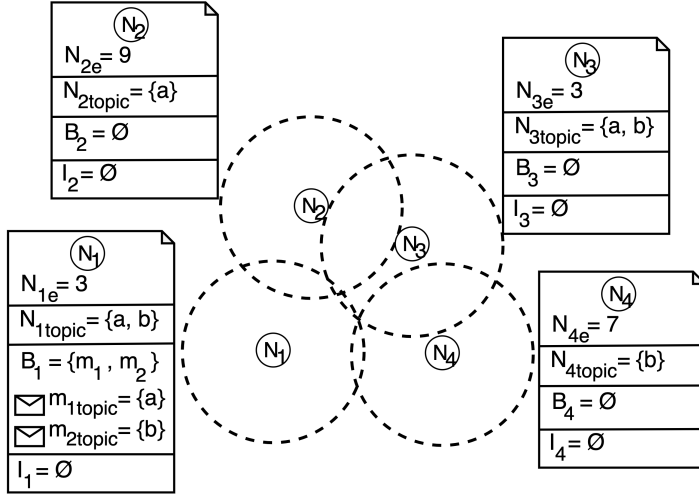 N2
N2e = 9
N2topic = {a}
B2 = Ø
I2 = Ø
N3
N3e = 3
N3topic = {a, b}
B3 = Ø
I3 = Ø
N1
N1e = 3
N1topic = {a, b}
B1 = {m1 , m2 }
m1topic = {a}
m2topic = {b}
I1 = Ø
N4
N4e = 7
N4topic = {b}
B4 = Ø
I4 = Ø
N2
N3
N1
N4